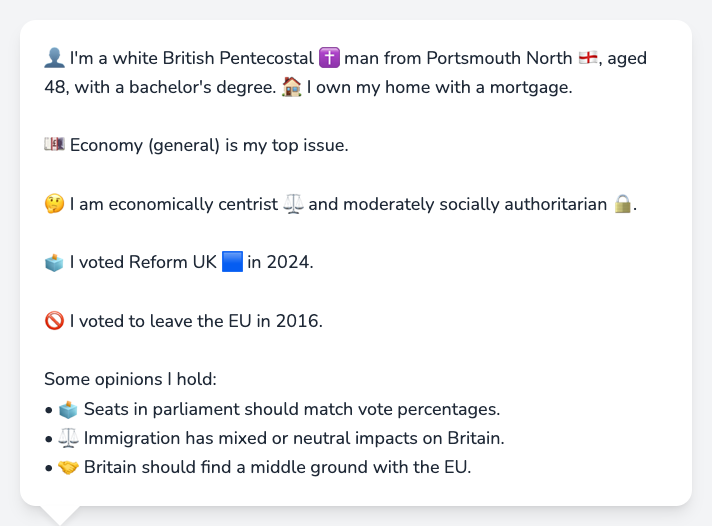 👤 I'm a white British Pentecostal ✝️ man from Portsmouth North 🏴󠁧󠁢󠁥󠁮󠁧󠁿, aged
48, with a bachelor's degree. 🏠 I own my home with a mortgage.
💷 Economy (general) is my top issue.
🤔 I am economically centrist ⚖️ and moderately socially authoritarian 🔒.
🗳️ I voted Reform UK 🟦 in 2024.
🚫 I voted to leave the EU in 2016.
Some opinions I hold:
• 🗳️ Seats in parliament should match vote percentages.
• ⚖️ Immigration has mixed or neutral impacts on Britain.
• 🤝 Britain should find a middle ground with the EU.